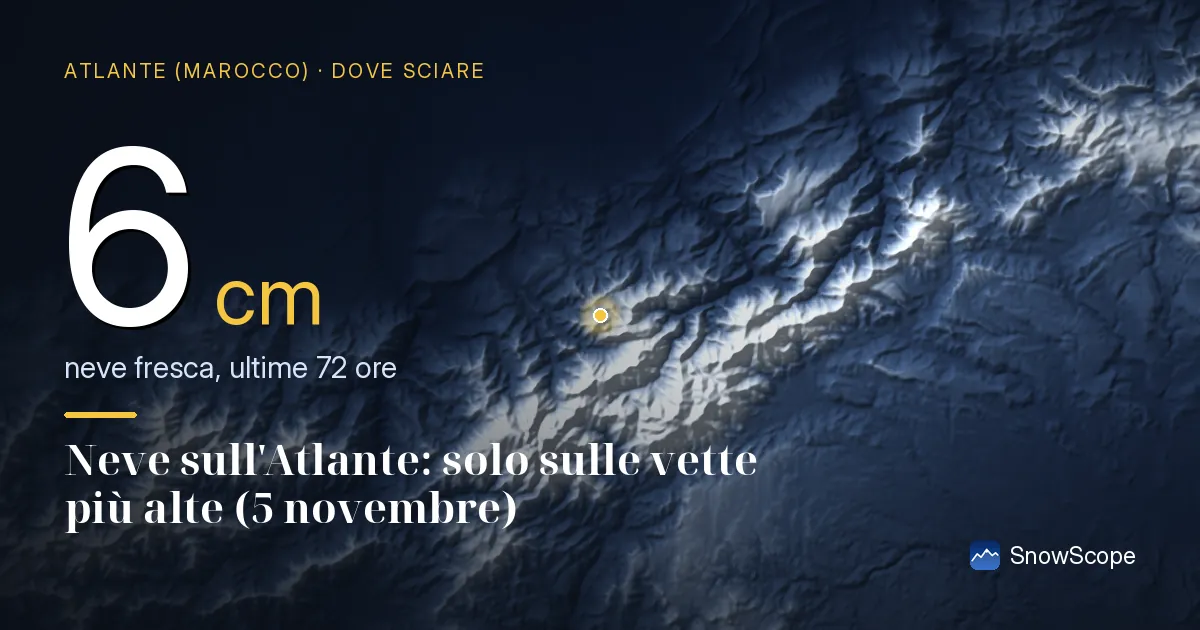 ATLANTE (MAROCCO) · DOVE SCIARE
6 cm
neve fresca, ultime 72 ore
Neve sull'Atlante: solo sulle vette
più alte (5 novembre)
SnowScope